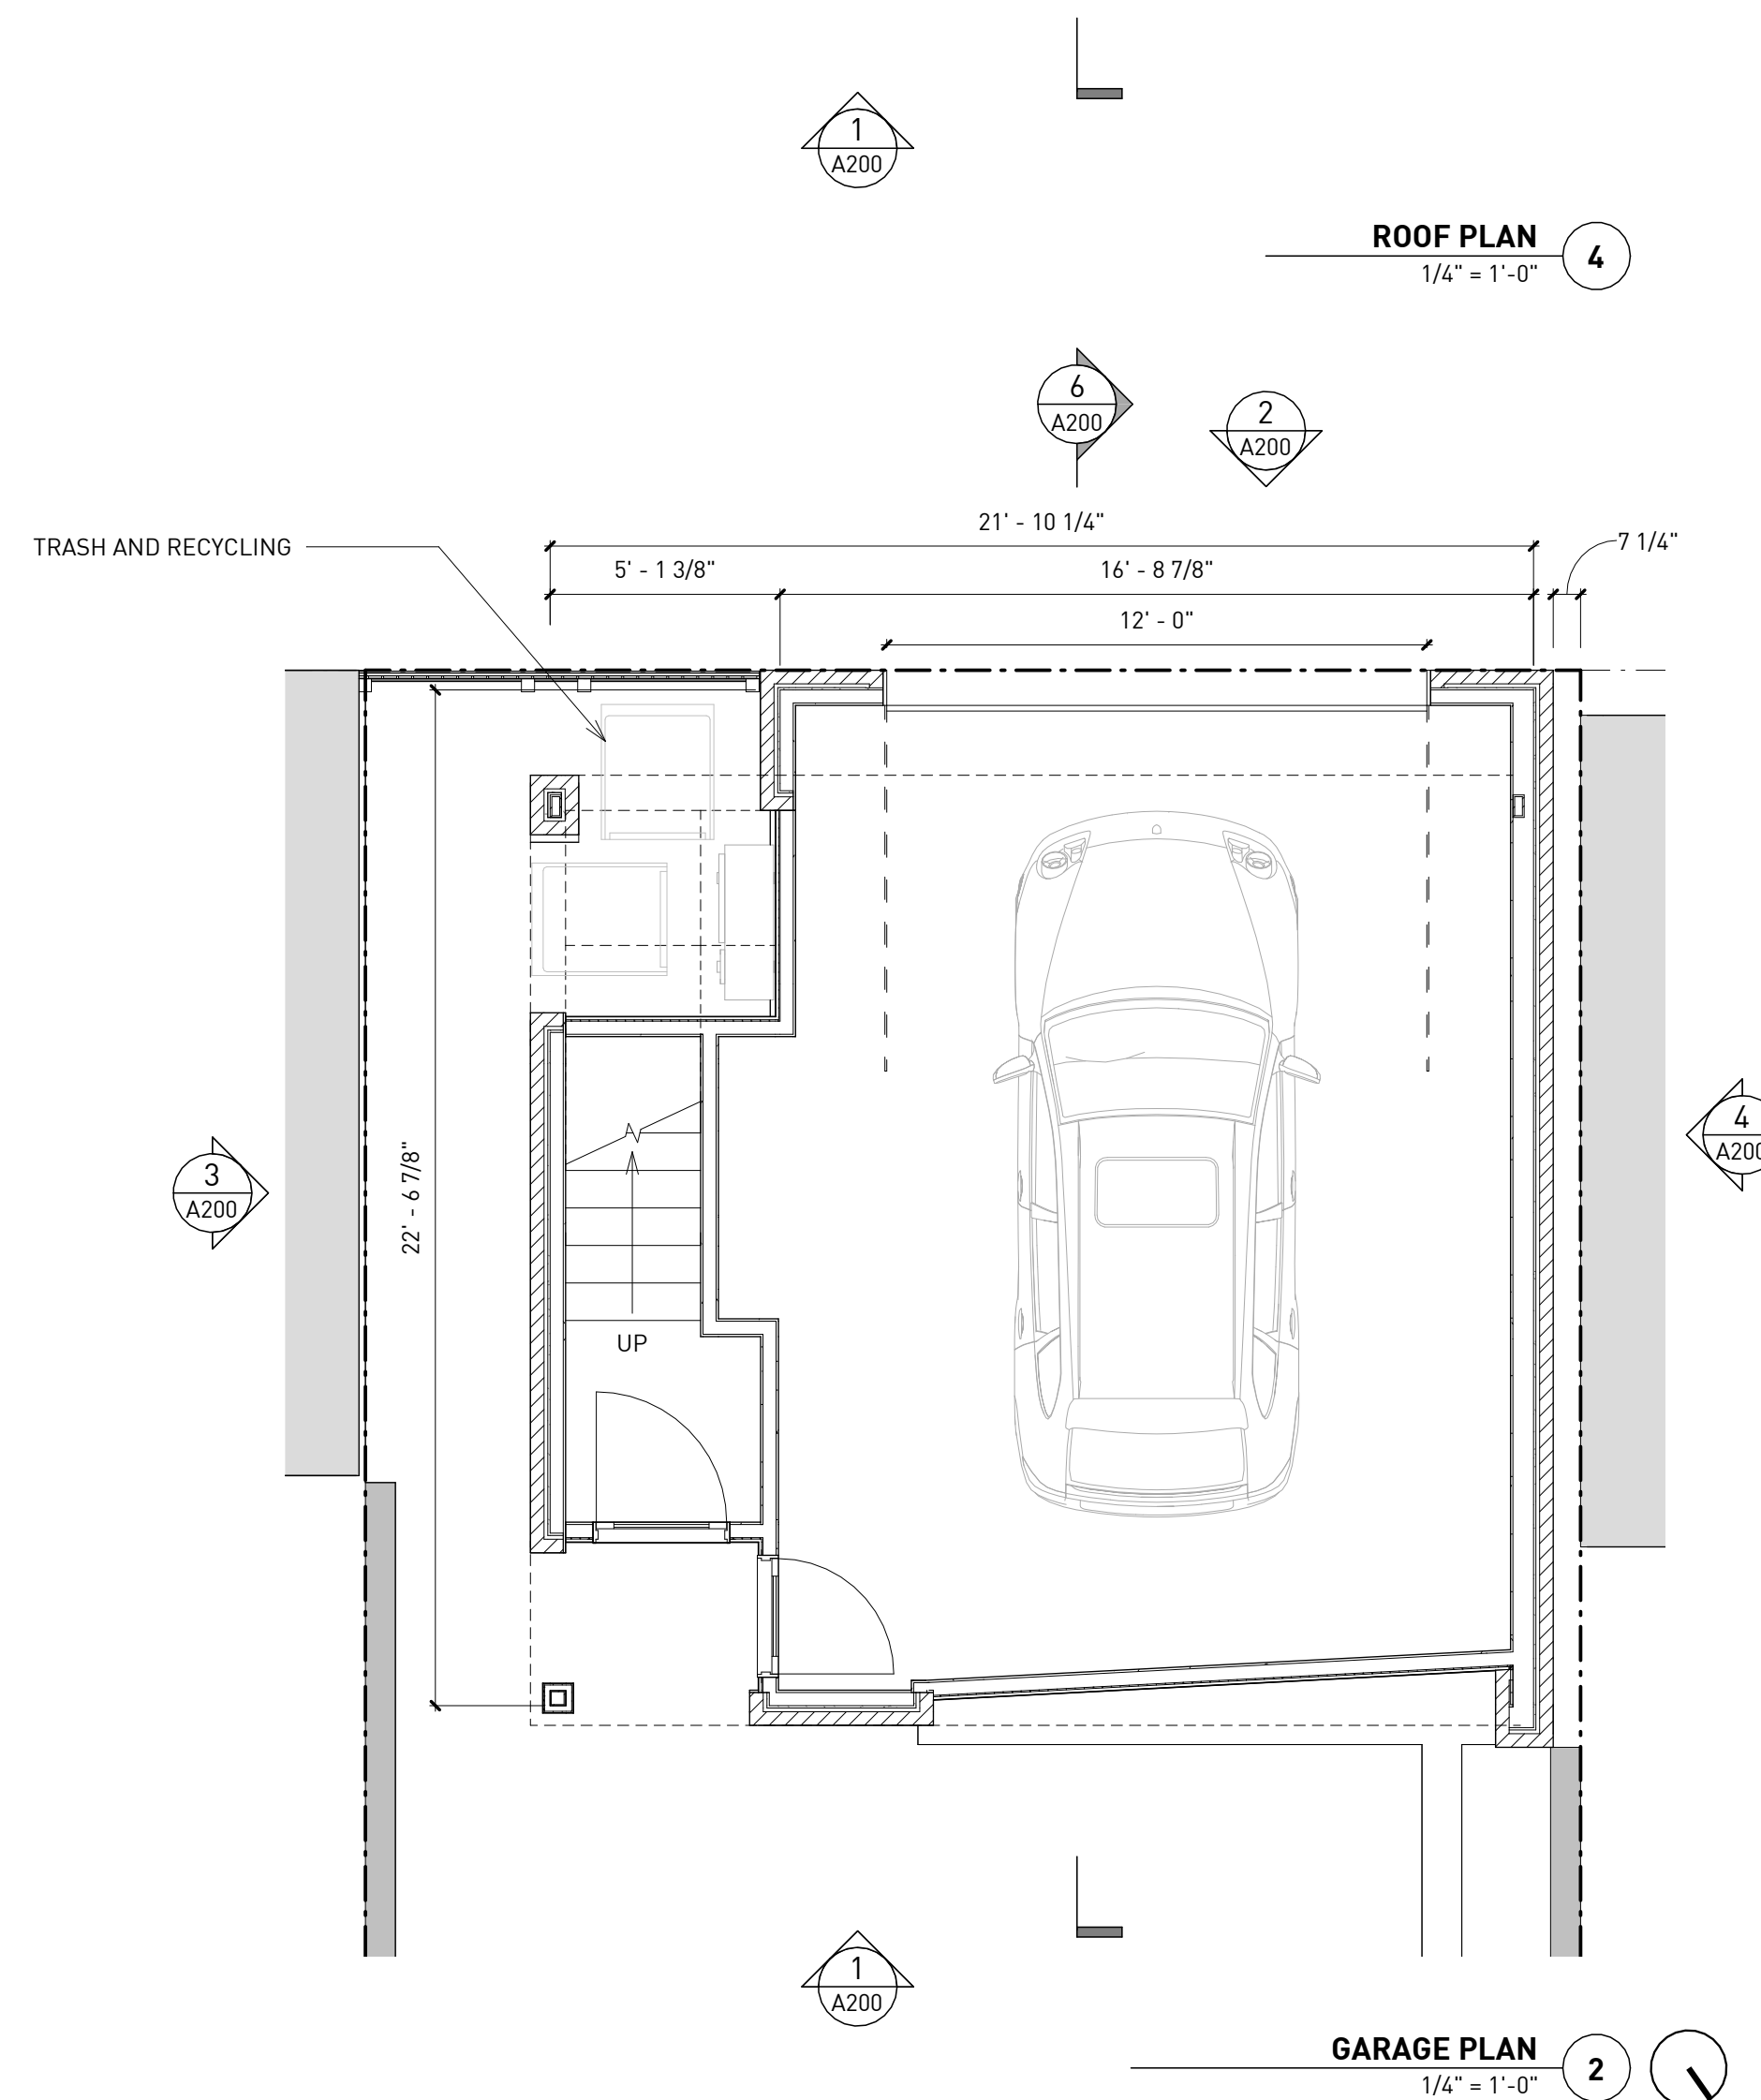 1
A200
ROOF PLAN
4
1/4" = 1'-0"
6
A200
2
A200
21' - 10 1/4"
TRASH AND RECYCLING
7 1/4"
5' - 1 3/8"
16' - 8 7/8"
12' - 0"
4
A200
3
A200
22' - 6 7/8"
UP
1
A200
GARAGE PLAN
2
1/4" = 1'-0"